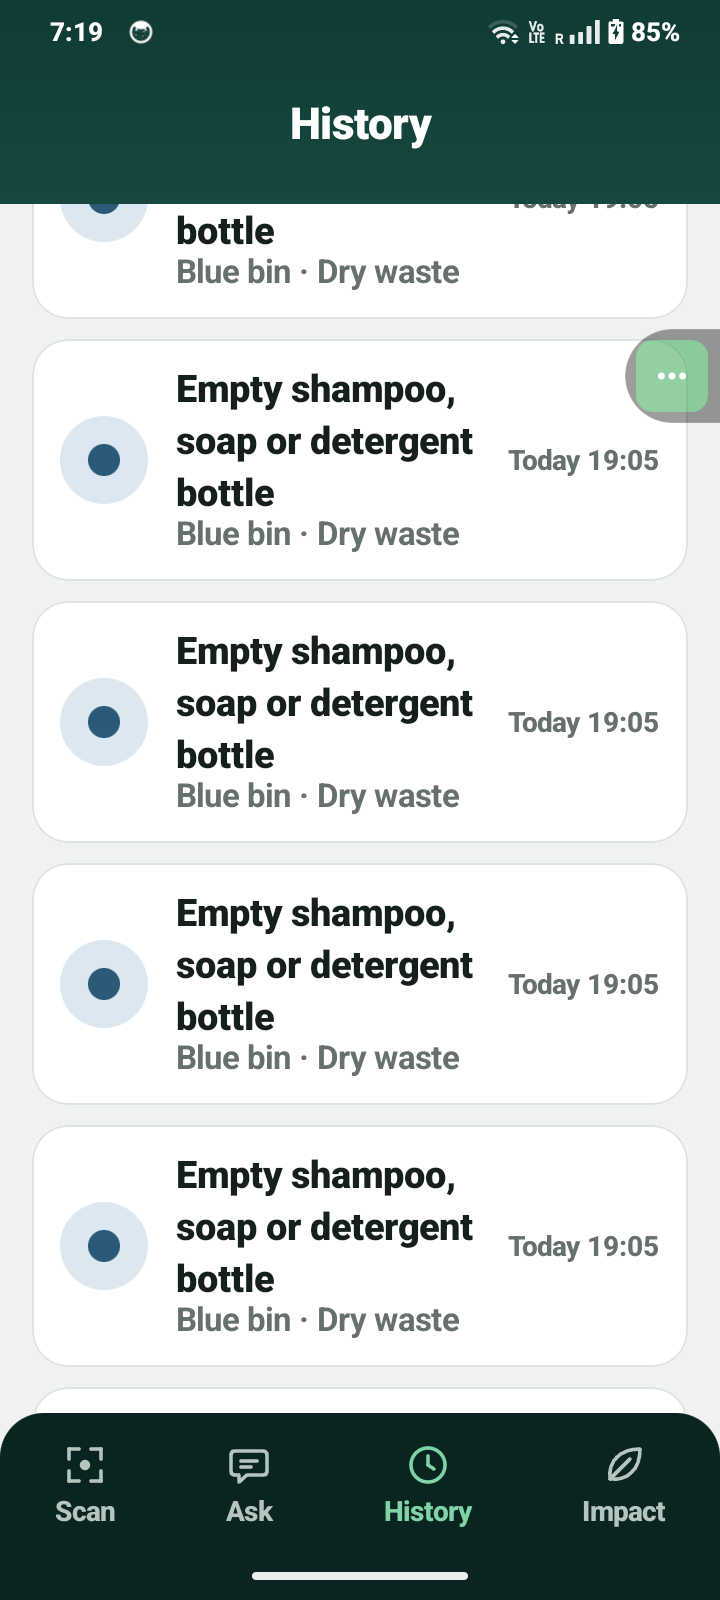 7:19
Vo
LTE
R
85%
History
bottle
Blue bin · Dry waste
Empty shampoo,
soap or detergent
bottle
Today 19:05
Blue bin · Dry waste
Empty shampoo,
soap or detergent
bottle
Today 19:05
Blue bin · Dry waste
Empty shampoo,
soap or detergent
bottle
Today 19:05
Blue bin · Dry waste
Empty shampoo,
soap or detergent
bottle
Today 19:05
Blue bin · Dry waste
Scan
Ask
History
Impact